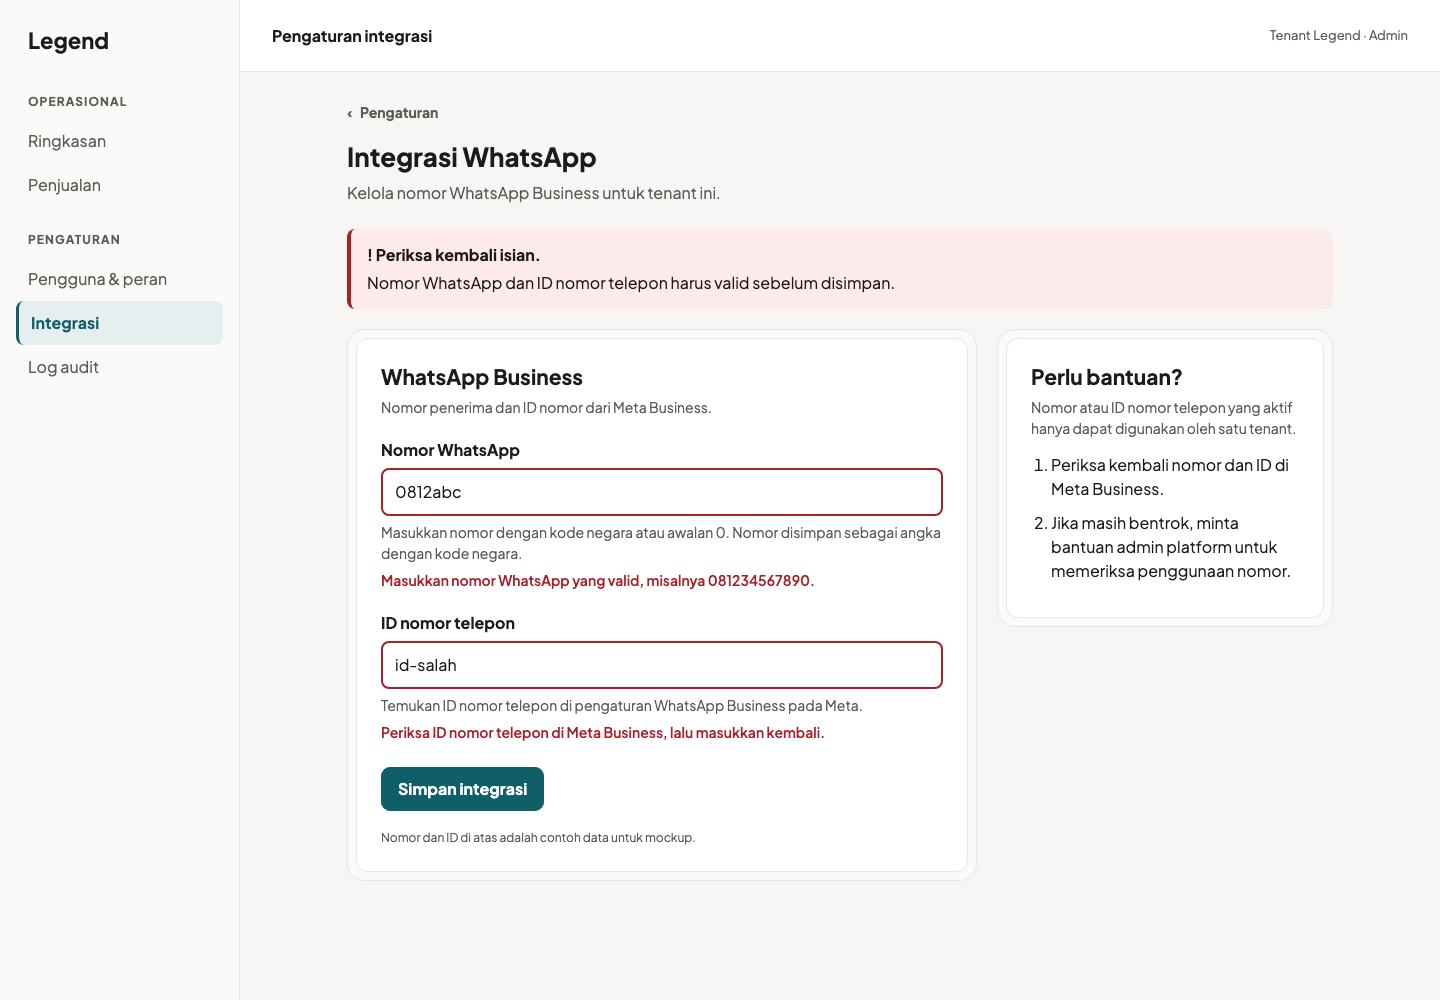 Legend
OPERASIONAL
Ringkasan
Penjualan
PENGATURAN
Pengguna & peran
Integrasi
Log audit
Pengaturan integrasi
Tenant Legend · Admin
‹ Pengaturan
Integrasi WhatsApp
Kelola nomor WhatsApp Business untuk tenant ini.
! Periksa kembali isian.
Nomor WhatsApp dan ID nomor telepon harus valid sebelum disimpan.
WhatsApp Business
Nomor penerima dan ID nomor dari Meta Business.
Nomor WhatsApp
0812abc
Masukkan nomor dengan kode negara atau awalan 0. Nomor disimpan sebagai angka
dengan kode negara.
Masukkan nomor WhatsApp yang valid, misalnya 081234567890.
ID nomor telepon
id-salah
Temukan ID nomor telepon di pengaturan WhatsApp Business pada Meta.
Periksa ID nomor telepon di Meta Business, lalu masukkan kembali.
Simpan integrasi
Nomor dan ID di atas adalah contoh data untuk mockup.
Perlu bantuan?
Nomor atau ID nomor telepon yang aktif
hanya dapat digunakan oleh satu tenant.
1. Periksa kembali nomor dan ID di
Meta Business.
2. Jika masih bentrok, minta
bantuan admin platform untuk
memeriksa penggunaan nomor.